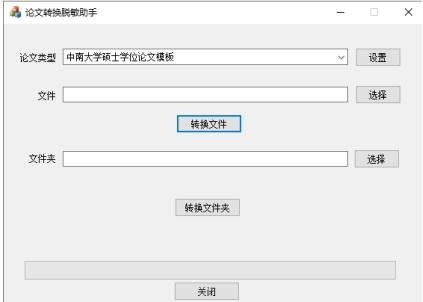 论文转换脱敏助手
论文类型 中南大学硕士学位论文模板 设置
文件 选择
转换文件
文件夹 选择
转换文件夹
关闭